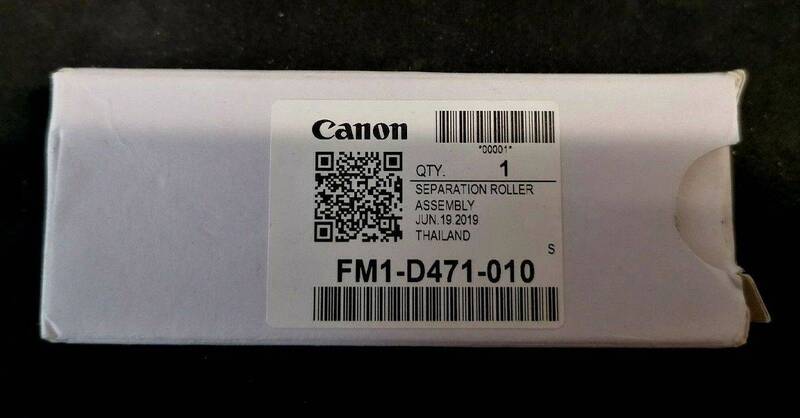 Canon
*00001*
QTY. 1
SEPARATION ROLLER
ASSEMBLY
JUN.19.2019
THAILAND
S
FM1-D471-010